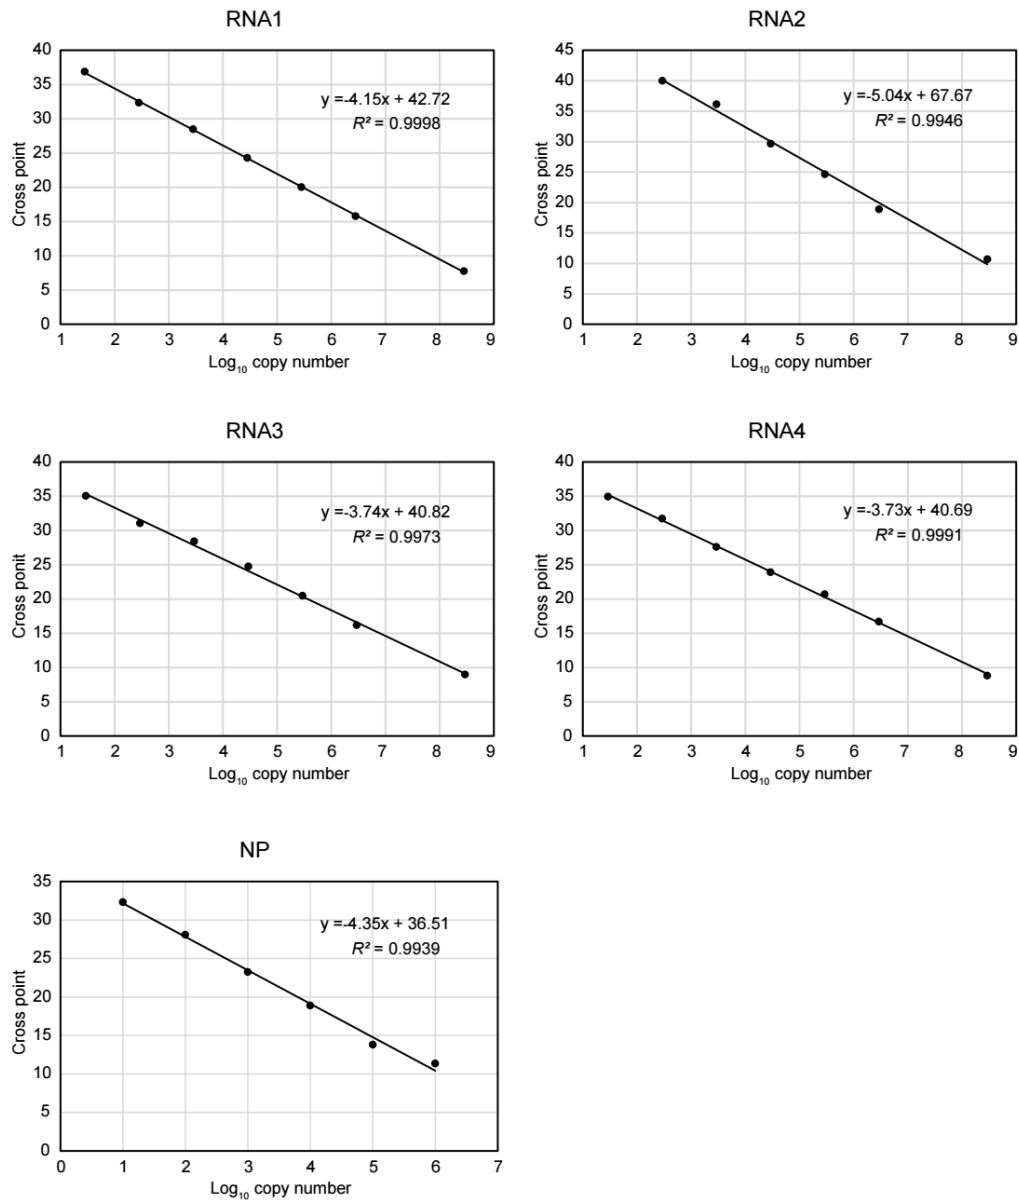 RNA1
40
35
30
25
20
15
10
5
0
Cross point
y =-4.15x + 42.72
R² = 0.9998
1 2 3 4 5 6 7 8 9
Log₁₀ copy number
RNA2
45
40
35
30
25
20
15
10
5
0
Cross point
y =-5.04x + 67.67
R² = 0.9946
1 2 3 4 5 6 7 8 9
Log₁₀ copy number
RNA3
40
35
30
25
20
15
10
5
0
Cross ponit
y =-3.74x + 40.82
R² = 0.9973
1 2 3 4 5 6 7 8 9
Log₁₀ copy number
RNA4
40
35
30
25
20
15
10
5
0
Cross point
y =-3.73x + 40.69
R² = 0.9991
1 2 3 4 5 6 7 8 9
Log₁₀ copy number
NP
35
30
25
20
15
10
5
0
Cross point
y =-4.35x + 36.51
R² = 0.9939
0 1 2 3 4 5 6 7
Log₁₀ copy number